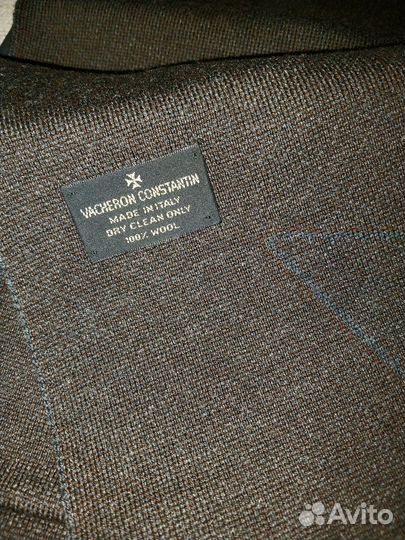 VACHERON CONSTANTIN
MADE IN ITALY
DRY CLEAN ONLY
100% WOOL
Avito